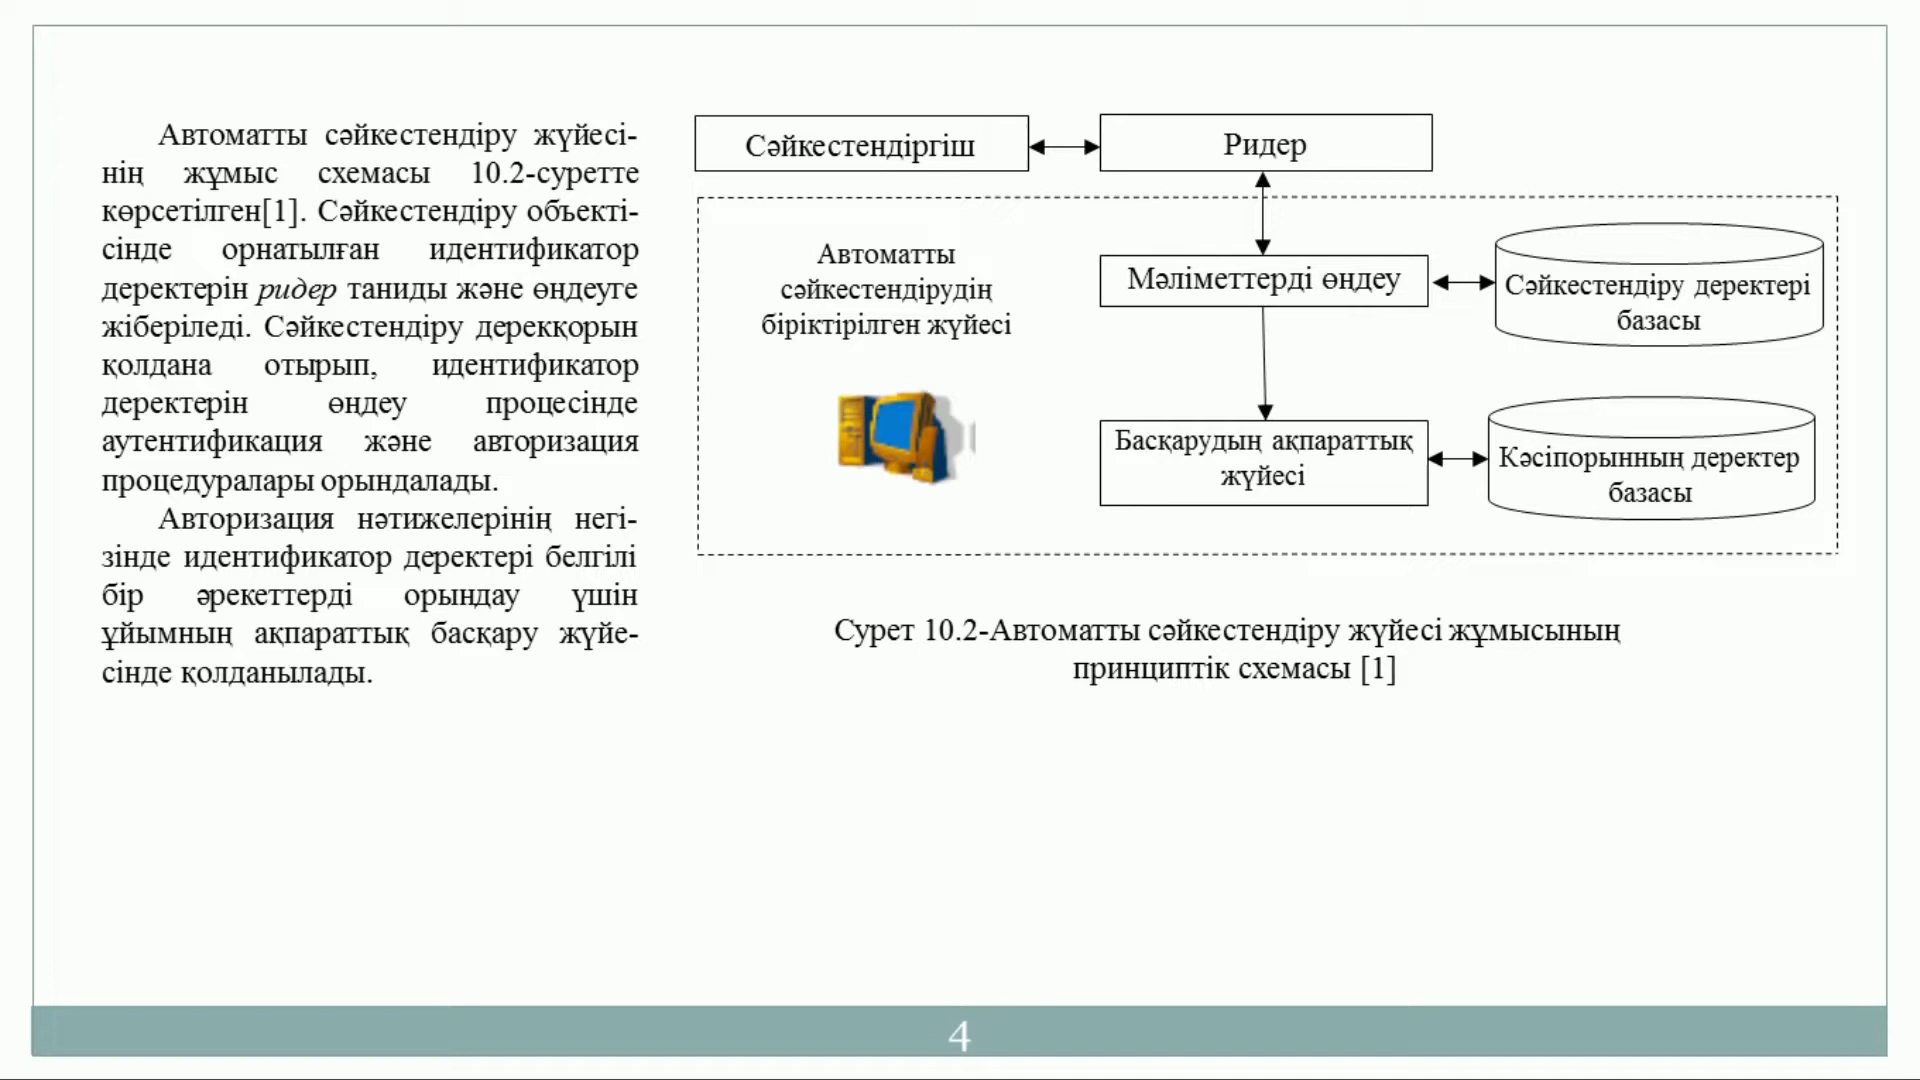 Автоматты сәйкестендіру жүйесі-
нің жұмыс схемасы 10.2-суретте
көрсетілген[1]. Сәйкестендіру объекті-
сінде орнатылған идентификатор
деректерін ридер таниды және өңдеуге
жіберіледі. Сәйкестендіру дерекқорын
қолдана отырып, идентификатор
деректерін өңдеу процесінде
аутентификация және авторизация
процедуралары орындалады.
Авторизация нәтижелерінің негі-
зінде идентификатор деректері белгілі
бір әрекеттерді орындау үшін
ұйымның ақпараттық басқару жүйе-
сінде қолданылады.
Сәйкестендіргіш
Ридер
Автоматты
сәйкестендірудің
біріктірілген жүйесі
Мәліметтерді өңдеу
Сәйкестендіру деректері
базасы
Басқарудың ақпараттық
жүйесі
Кәсіпорынның деректер
базасы
Сурет 10.2-Автоматты сәйкестендіру жүйесі жұмысының
принциптік схемасы [1]
4